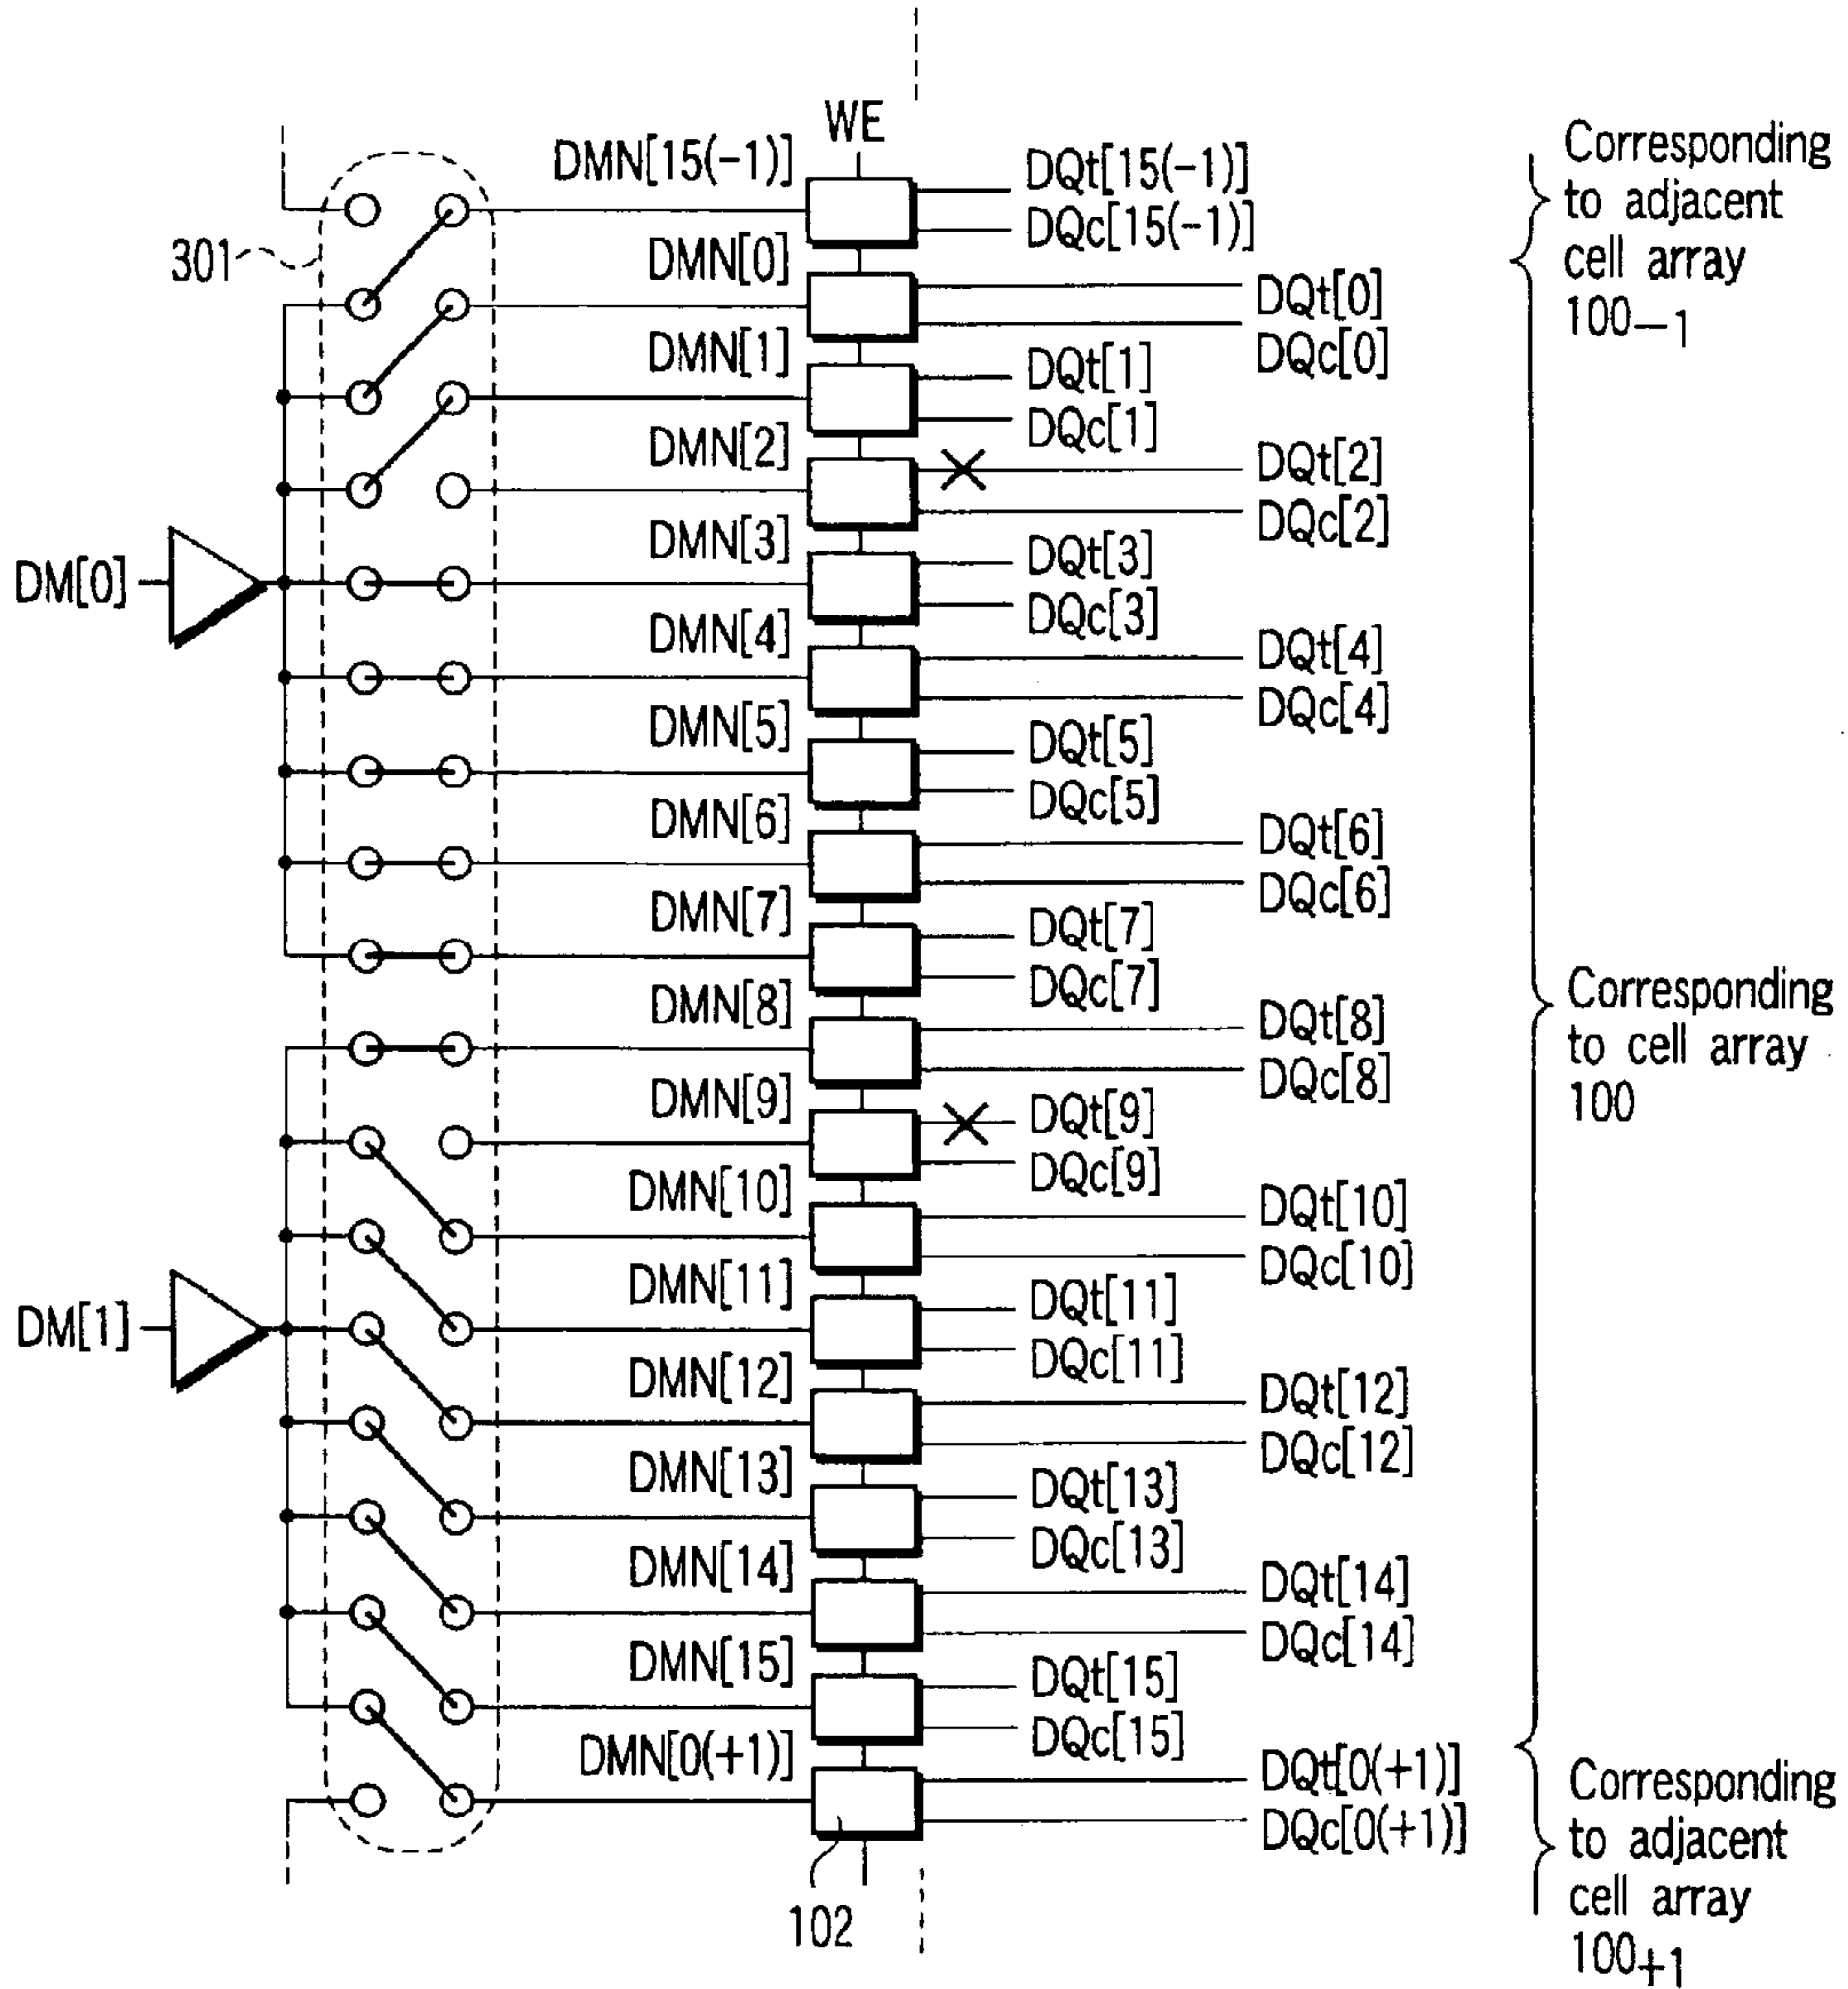 WE
DMN[15(-1)]
DQt[15(-1)]
DQc[15(-1)]
Corresponding
to adjacent
cell array
100-1
301
DMN[0]
DQt[0]
DQc[0]
DMN[1]
DQt[1]
DQc[1]
DMN[2]
DQt[2]
DQc[2]
DM[0]
DMN[3]
DQt[3]
DQc[3]
DMN[4]
DQt[4]
DQc[4]
DMN[5]
DQt[5]
DQc[5]
DMN[6]
DQt[6]
DQc[6]
DMN[7]
DQt[7]
DQc[7]
Corresponding
to cell array
100
DMN[8]
DQt[8]
DQc[8]
DMN[9]
DQt[9]
DQc[9]
DMN[10]
DQt[10]
DQc[10]
DM[1]
DMN[11]
DQt[11]
DQc[11]
DMN[12]
DQt[12]
DQc[12]
DMN[13]
DQt[13]
DQc[13]
DMN[14]
DQt[14]
DQc[14]
DMN[15]
DQt[15]
DQc[15]
DMN[0(+1)]
DQt[0(+1)]
DQc[0(+1)]
Corresponding
to adjacent
cell array
100+1
102